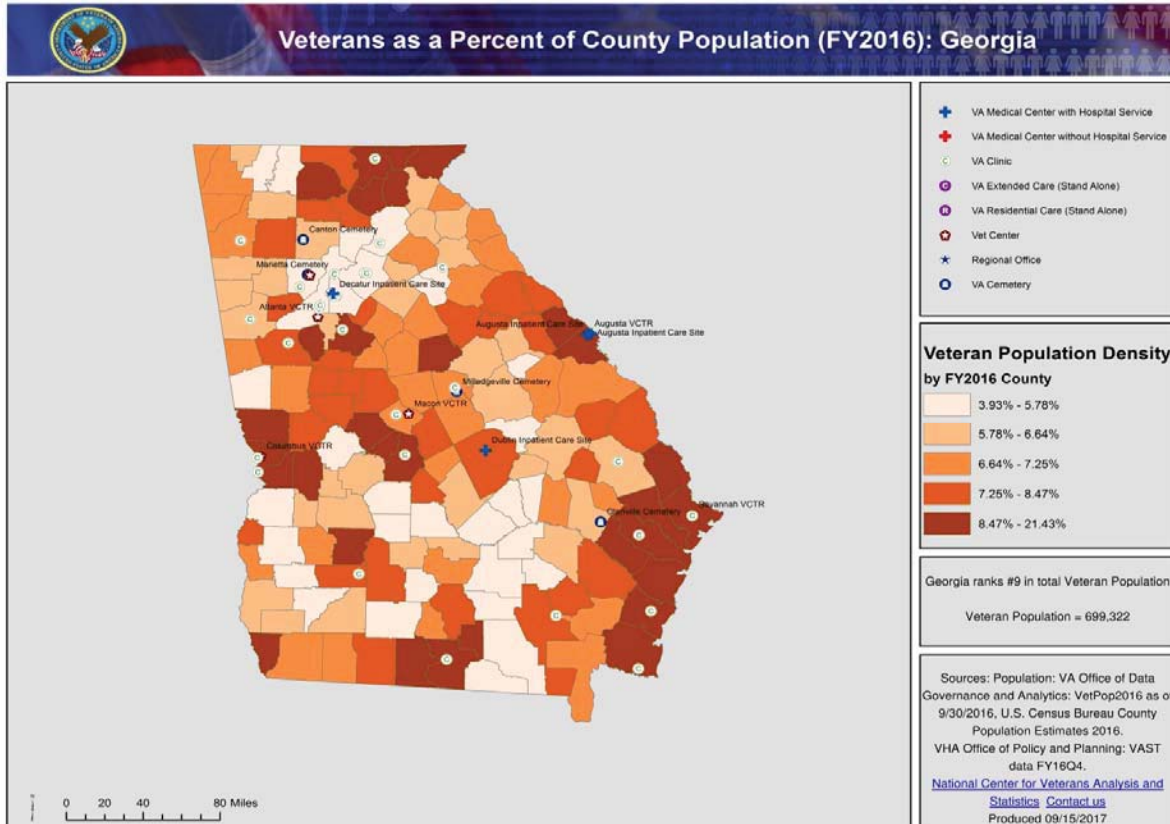 Veterans as a Percent of County Population (FY2016): Georgia
VA Medical Center with Hospital Service
VA Medical Center without Hospital Service
VA Clinic
VA Extended Care (Stand Alone)
VA Residential Care (Stand Alone)
Vet Center
Regional Office
VA Cemetery
Canton Cemetery
Marietta Cemetery
Decatur Inpatient Care Site
Atlanta VCTR
Augusta Inpatient Care Site
Augusta VCTR
Augusta Inpatient Care Site
Milledgeville Cemetery
Macon VCTR
Columbus VCTR
Dublin Inpatient Care Site
Glennville Cemetery
Savannah VCTR
Veteran Population Density
by FY2016 County
3.93% - 5.78%
5.78% - 6.64%
6.64% - 7.25%
7.25% - 8.47%
8.47% - 21.43%
Georgia ranks #9 in total Veteran Population
Veteran Population = 699,322
Sources: Population: VA Office of Data
Governance and Analytics: VetPop2016 as of
9/30/2016, U.S. Census Bureau County
Population Estimates 2016.
VHA Office of Policy and Planning: VAST
data FY16Q4.
National Center for Veterans Analysis and
Statistics Contact us
Produced 09/15/2017
0 20 40 80 Miles